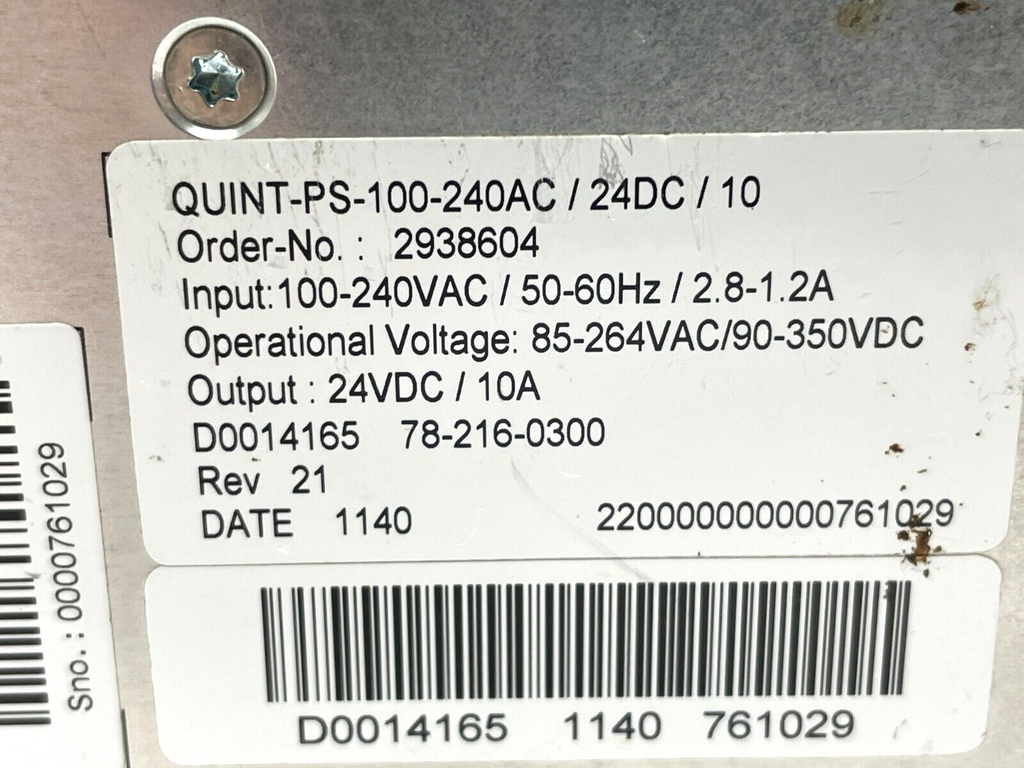 QUINT-PS-100-240AC / 24DC / 10
Order-No. : 2938604
Input:100-240VAC / 50-60Hz / 2.8-1.2A
Operational Voltage: 85-264VAC/90-350VDC
Output : 24VDC / 10A
D0014165 78-216-0300
Rev 21
DATE 1140 220000000000761029
D0014165 1140 761029
Sno. : 0000761029